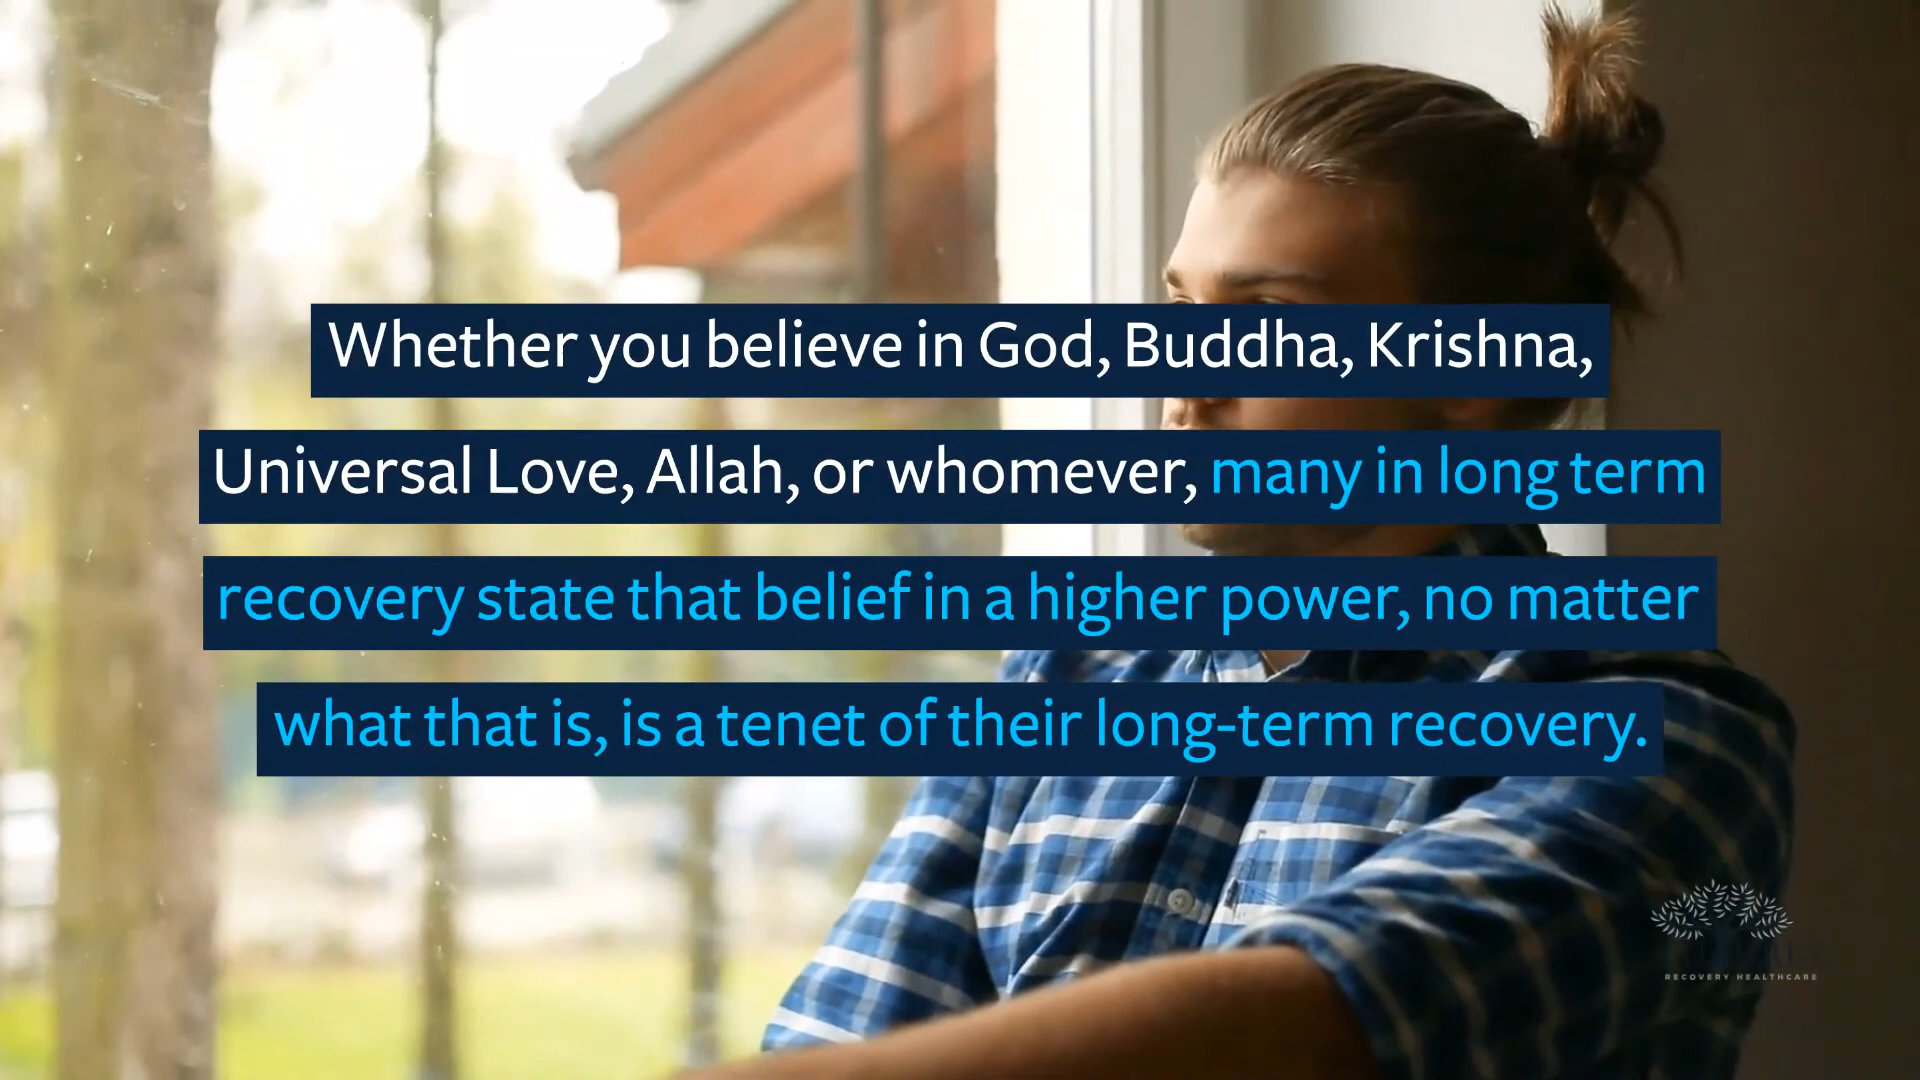 Whether you believe in God, Buddha, Krishna,
Universal Love, Allah, or whomever, many in long term
recovery state that belief in a higher power, no matter
what that is, is a tenet of their long-term recovery.
RECOVERY HEALTHCARE